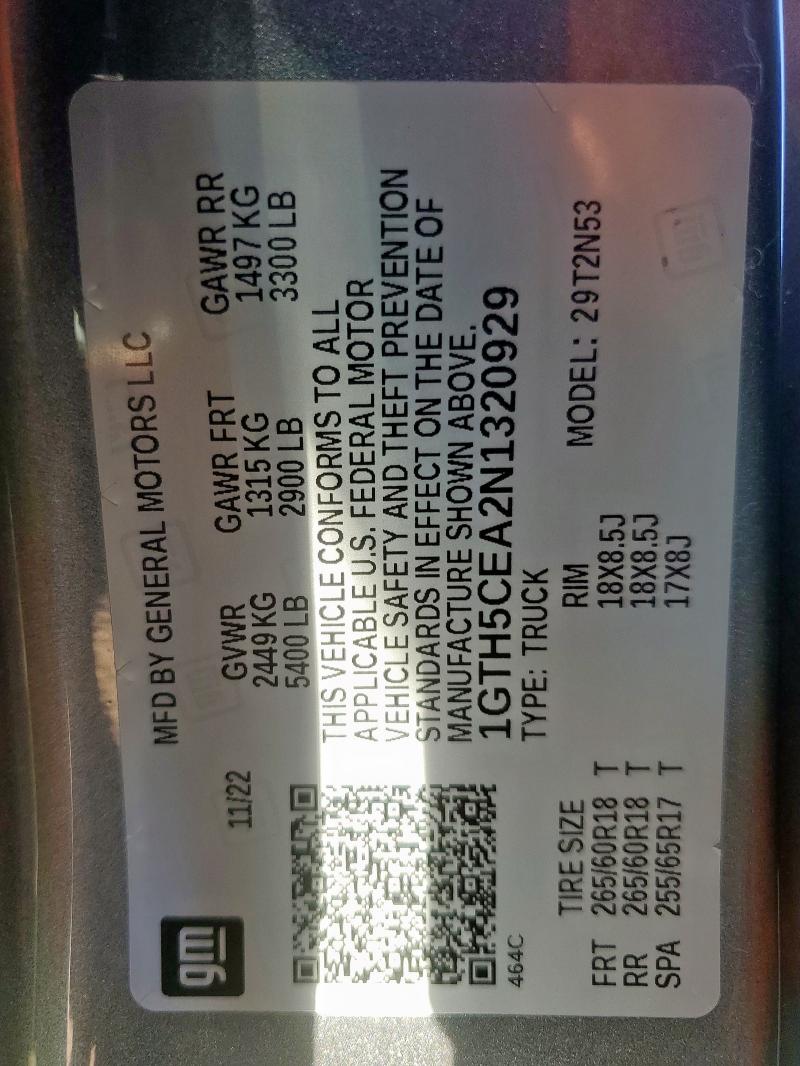 gm
MFD BY GENERAL MOTORS LLC
11/22
GVWR GAWR FRT GAWR RR
2449 KG 1315 KG 1497 KG
5400 LB 2900 LB 3300 LB
THIS VEHICLE CONFORMS TO ALL
APPLICABLE U.S. FEDERAL MOTOR
VEHICLE SAFETY AND THEFT PREVENTION
STANDARDS IN EFFECT ON THE DATE OF
MANUFACTURE SHOWN ABOVE.
1GTH5CEA2N1320929
464C
TYPE: TRUCK
TIRE SIZE RIM MODEL: 29T2N53
FRT 265/60R18 T 18X8.5J
RR 265/60R18 T 18X8.5J
SPA 255/65R17 T 17X8J